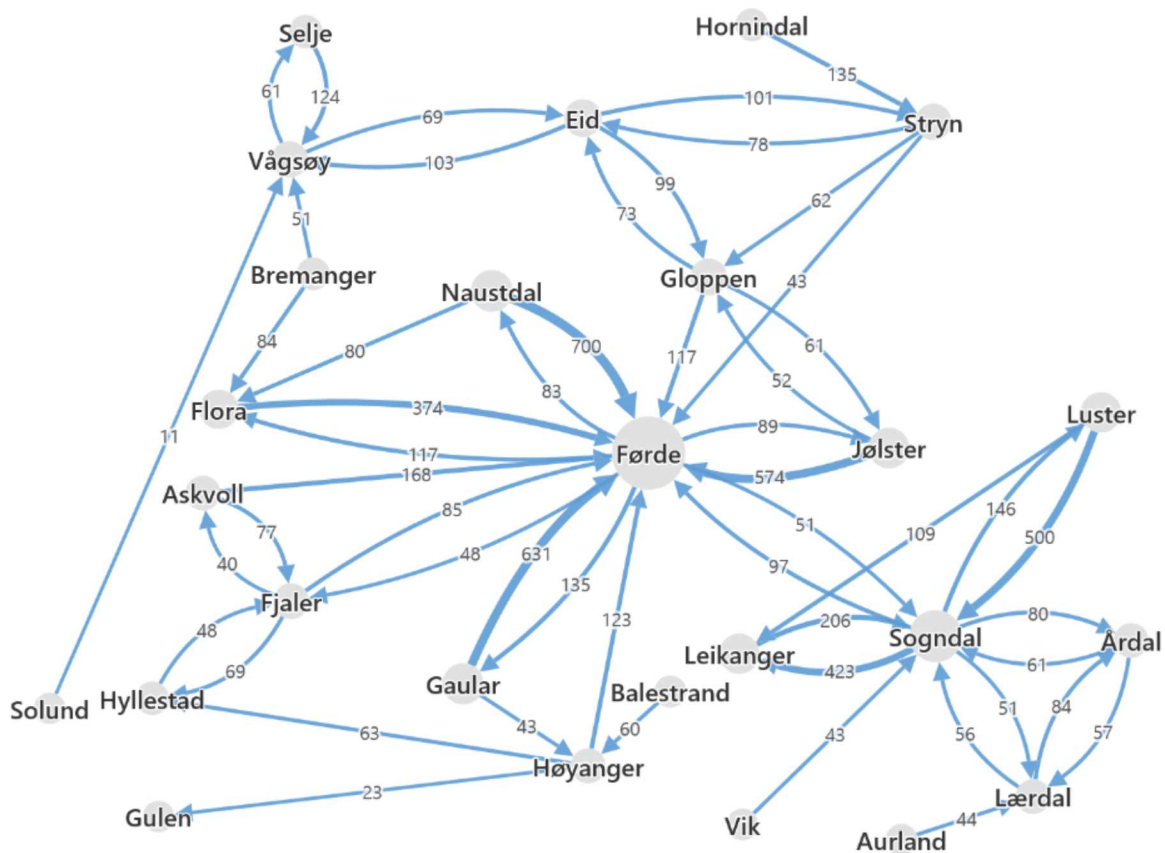 Selje
Hornindal
135
61
124
101
69
Eid
Stryn
78
Vågsøy
103
99
62
73
51
Bremanger
Gloppen
Naustdal
43
84
80
700
117
61
83
52
Flora
374
89
Luster
Førde
Jølster
11
117
168
574
Askvoll
85
146
77
51
109
500
631
48
97
40
135
Fjaler
48
123
206
80
Sogndal
Årdal
Leikanger
61
69
423
Gaular
Balestrand
Hyllestad
Solund
51
84
43
60
63
43
56
57
Høyanger
23
Lærdal
Gulen
Vik
44
Aurland